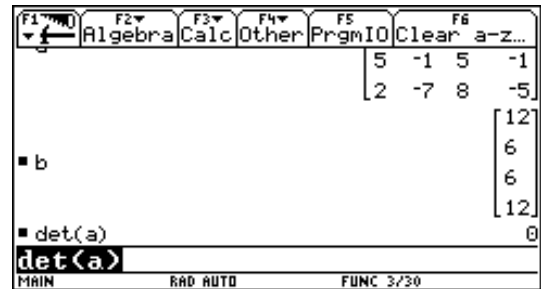 F1 F2 F3 F4 F5 F6
Algebra Calc Other PrgmIO Clear a-z…
5 -1 5 -1
2 -7 8 -5
12
6
■ b
6
12
■ det(a) 0
det(a)
MAIN RAD AUTO FUNC 3/30